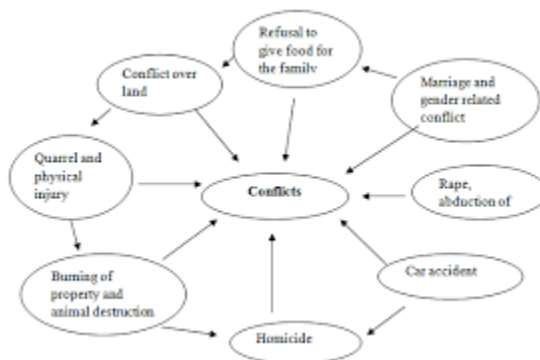 Refusal to
give food for
the family
Conflict over
land
Marriage and
gender related
conflict
Quarrel and
physical
injury
Conflicts
Rape,
abduction of
Burning of
property and
animal destruction
Car accident
Homicide